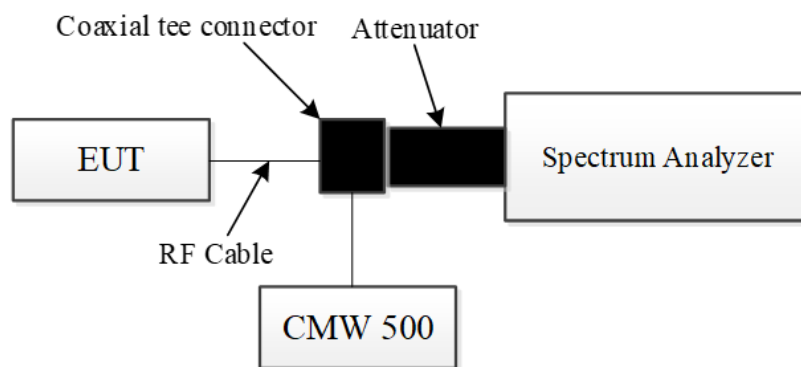 Coaxial tee connector
Attenuator
EUT
Spectrum Analyzer
RF Cable
CMW 500